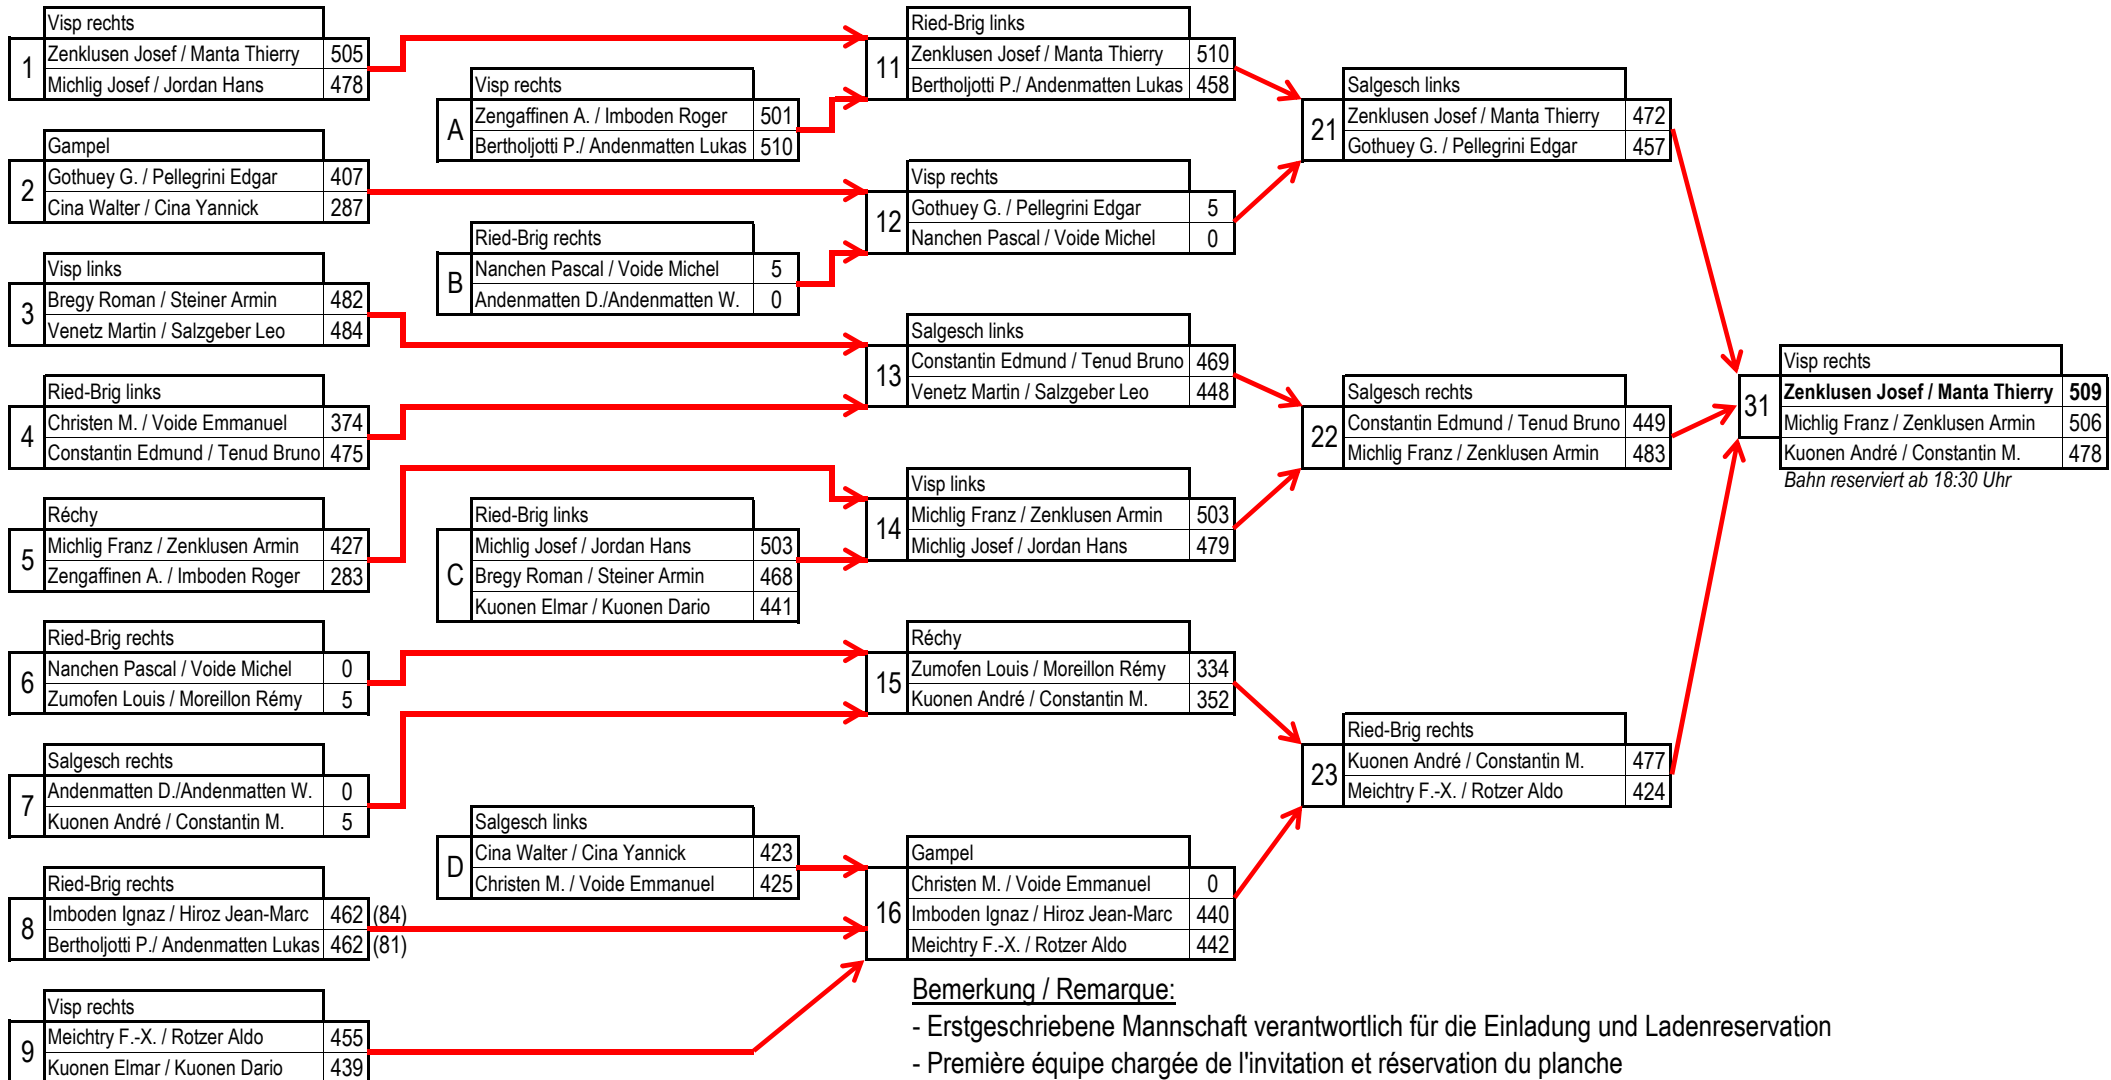 Visp rechts
1
Zenklusen Josef / Manta Thierry 505
Michlig Josef / Jordan Hans 478
Gampel
2
Gothuey G. / Pellegrini Edgar 407
Cina Walter / Cina Yannick 287
Visp links
3
Bregy Roman / Steiner Armin 482
Venetz Martin / Salzgeber Leo 484
Ried-Brig links
4
Christen M. / Voide Emmanuel 374
Constantin Edmund / Tenud Bruno 475
Réchy
5
Michlig Franz / Zenklusen Armin 427
Zengaffinen A. / Imboden Roger 283
Ried-Brig rechts
6
Nanchen Pascal / Voide Michel 0
Zumofen Louis / Moreillon Rémy 5
Salgesch rechts
7
Andenmatten D./Andenmatten W. 0
Kuonen André / Constantin M. 5
Ried-Brig rechts
8
Imboden Ignaz / Hiroz Jean-Marc 462 (84)
Bertholjotti P./ Andenmatten Lukas 462 (81)
Visp rechts
9
Meichtry F.-X. / Rotzer Aldo 455
Kuonen Elmar / Kuonen Dario 439
Visp rechts
A
Zengaffinen A. / Imboden Roger 501
Bertholjotti P./ Andenmatten Lukas 510
Ried-Brig rechts
B
Nanchen Pascal / Voide Michel 5
Andenmatten D./Andenmatten W. 0
Ried-Brig links
C
Michlig Josef / Jordan Hans 503
Bregy Roman / Steiner Armin 468
Kuonen Elmar / Kuonen Dario 441
Salgesch links
D
Cina Walter / Cina Yannick 423
Christen M. / Voide Emmanuel 425
Ried-Brig links
11
Zenklusen Josef / Manta Thierry 510
Bertholjotti P./ Andenmatten Lukas 458
Visp rechts
12
Gothuey G. / Pellegrini Edgar 5
Nanchen Pascal / Voide Michel 0
Salgesch links
13
Constantin Edmund / Tenud Bruno 469
Venetz Martin / Salzgeber Leo 448
Visp links
14
Michlig Franz / Zenklusen Armin 503
Michlig Josef / Jordan Hans 479
Réchy
15
Zumofen Louis / Moreillon Rémy 334
Kuonen André / Constantin M. 352
Gampel
16
Christen M. / Voide Emmanuel 0
Imboden Ignaz / Hiroz Jean-Marc 440
Meichtry F.-X. / Rotzer Aldo 442
Salgesch links
21
Zenklusen Josef / Manta Thierry 472
Gothuey G. / Pellegrini Edgar 457
Salgesch rechts
22
Constantin Edmund / Tenud Bruno 449
Michlig Franz / Zenklusen Armin 483
Ried-Brig rechts
23
Kuonen André / Constantin M. 477
Meichtry F.-X. / Rotzer Aldo 424
Visp rechts
31
Zenklusen Josef / Manta Thierry 509
Michlig Franz / Zenklusen Armin 506
Kuonen André / Constantin M. 478
Bahn reserviert ab 18:30 Uhr
Bemerkung / Remarque:
- Erstgeschriebene Mannschaft verantwortlich für die Einladung und Ladenreservation
- Première équipe chargée de l'invitation et réservation du planche